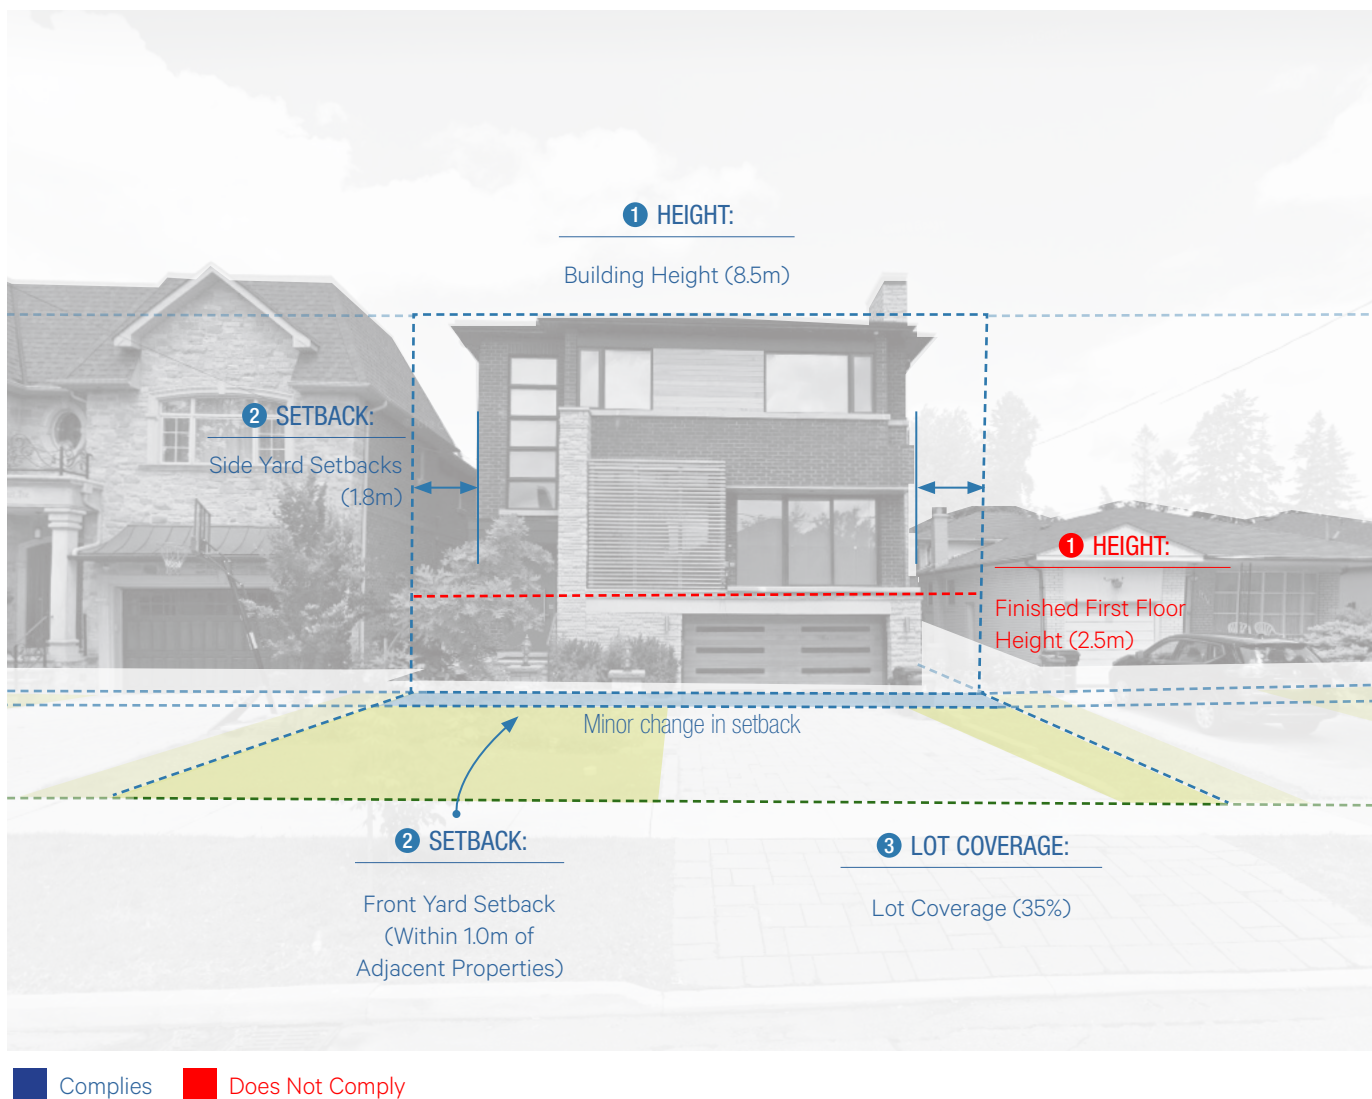 1 HEIGHT:
Building Height (8.5m)
2 SETBACK:
Side Yard Setbacks
(1.8m)
1 HEIGHT:
Finished First Floor
Height (2.5m)
Minor change in setback
2 SETBACK:
Front Yard Setback
(Within 1.0m of
Adjacent Properties)
3 LOT COVERAGE:
Lot Coverage (35%)
Complies
Does Not Comply